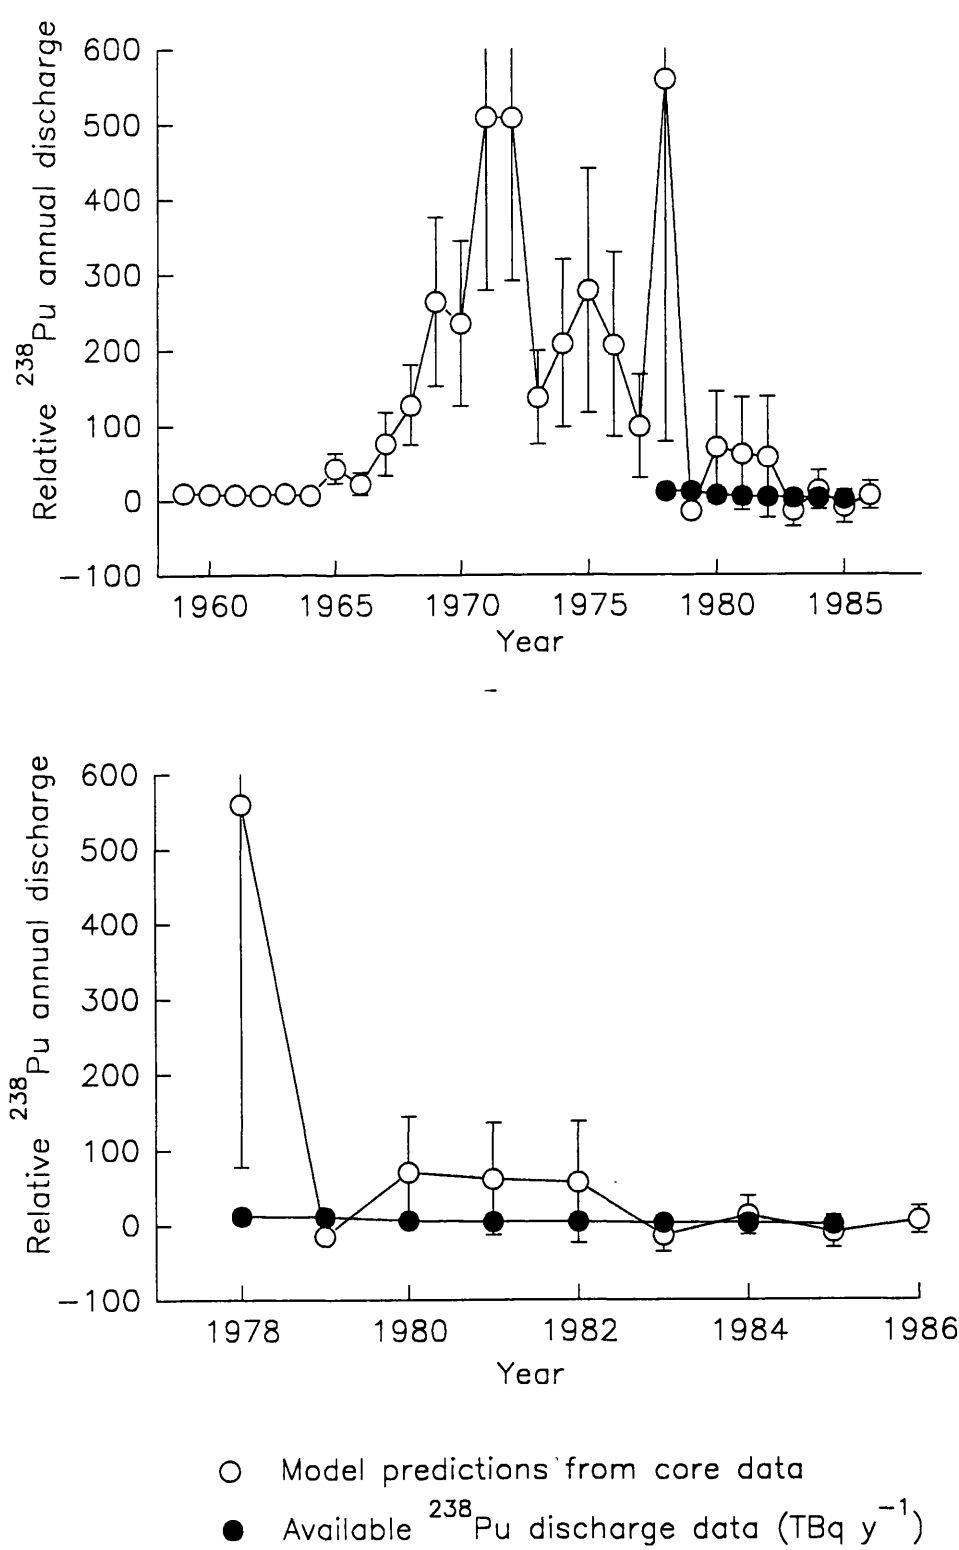 Relative 238Pu annual discharge
600
500
400
300
200
100
0
−100
1960 1965 1970 1975 1980 1985
Year
Relative 238Pu annual discharge
600
500
400
300
200
100
0
−100
1978 1980 1982 1984 1986
Year
Model predictions from core data
Available 238Pu discharge data (TBq y−1)